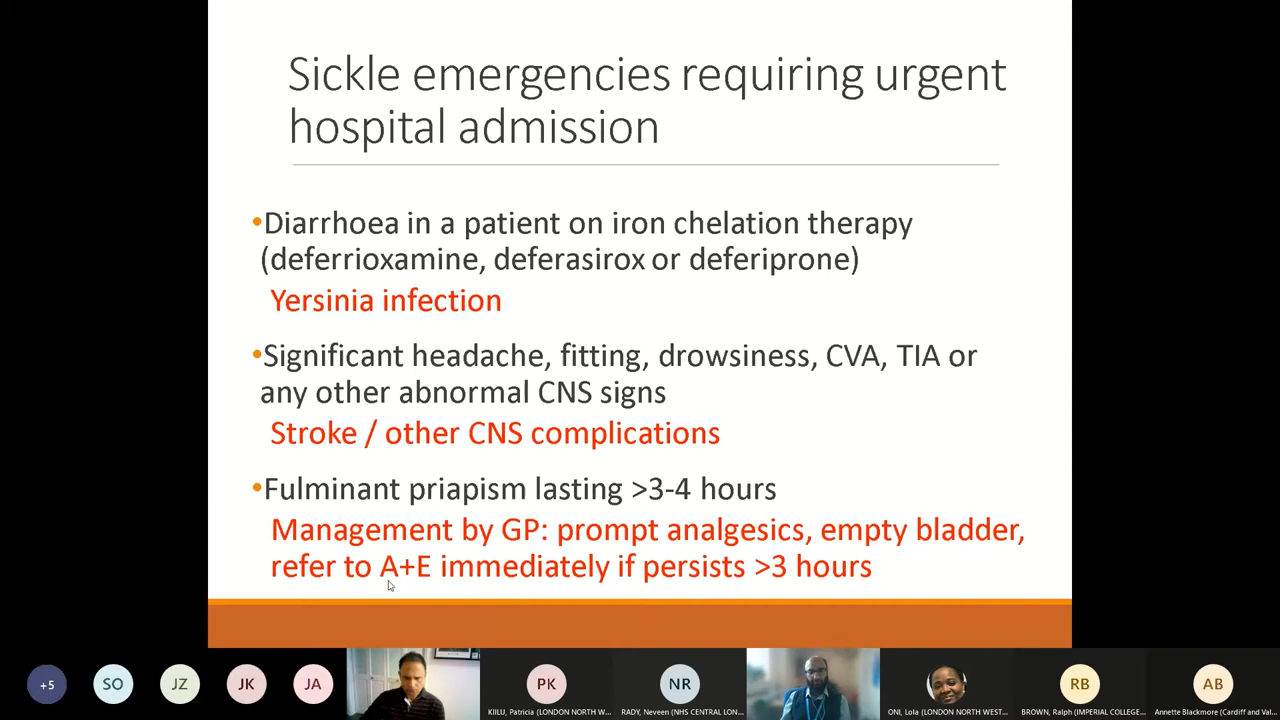 Sickle emergencies requiring urgent
hospital admission
•Diarrhoea in a patient on iron chelation therapy
(deferrioxamine, deferasirox or deferiprone)
Yersinia infection
•Significant headache, fitting, drowsiness, CVA, TIA or
any other abnormal CNS signs
Stroke / other CNS complications
•Fulminant priapism lasting >3-4 hours
Management by GP: prompt analgesics, empty bladder,
refer to A+E immediately if persists >3 hours
+5 SO JZ JK JA PK NR RB AB
KIILU, Patricia (LONDON NORTH W... RADY, Neveen (NHS CENTRAL LON... ONI, Lola (LONDON NORTH WEST... BROWN, Ralph (IMPERIAL COLLEGE... Annette Blackmore (Cardiff and Val...